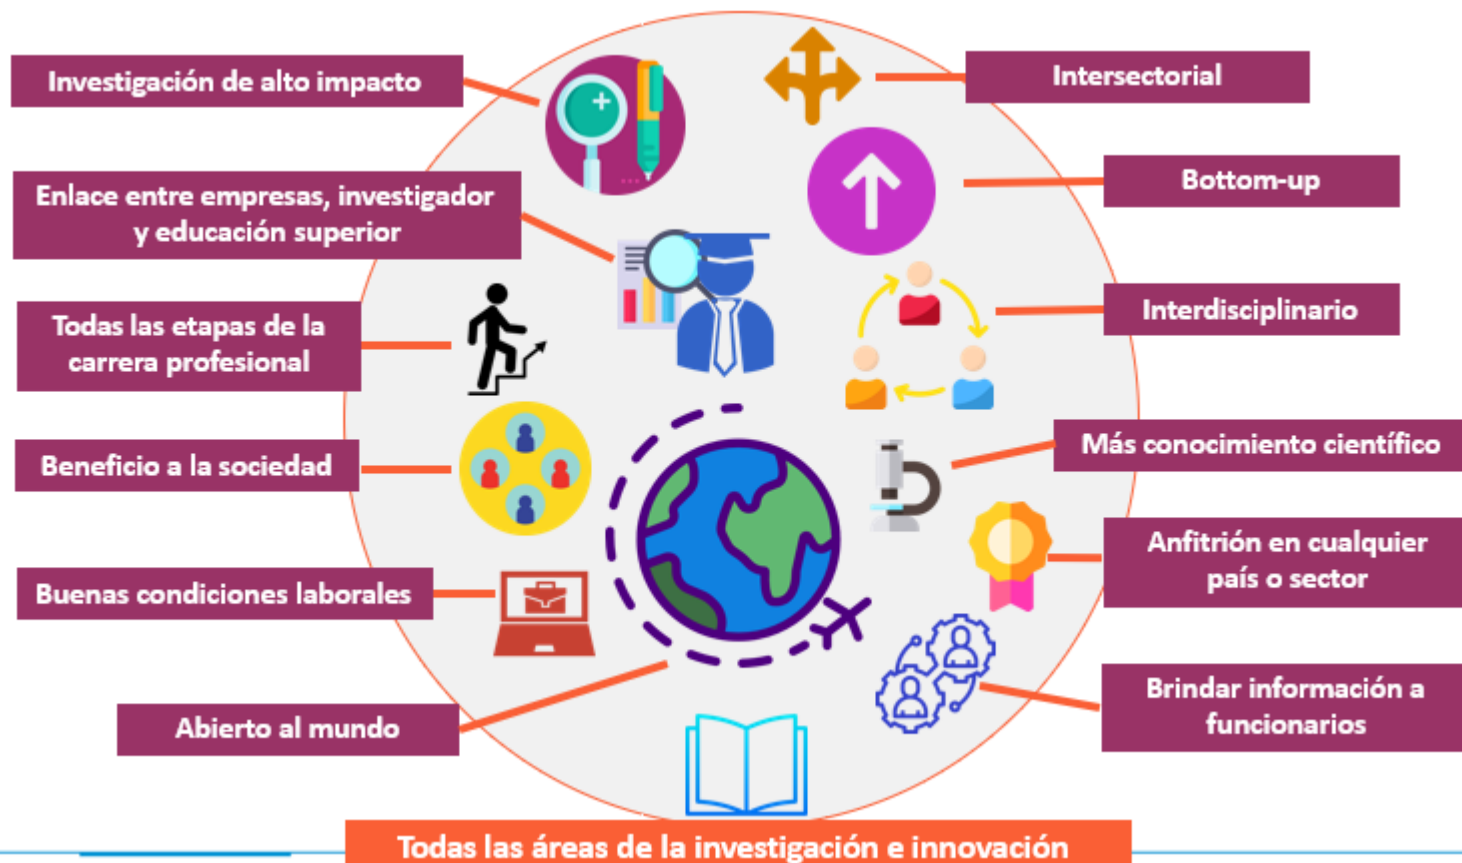 Investigación de alto impacto
Enlace entre empresas, investigador
y educación superior
Todas las etapas de la
carrera profesional
Beneficio a la sociedad
Buenas condiciones laborales
Abierto al mundo
Intersectorial
Bottom-up
Interdisciplinario
Más conocimiento científico
Anfitrión en cualquier
país o sector
Brindar información a
funcionarios
Todas las áreas de la investigación e innovación